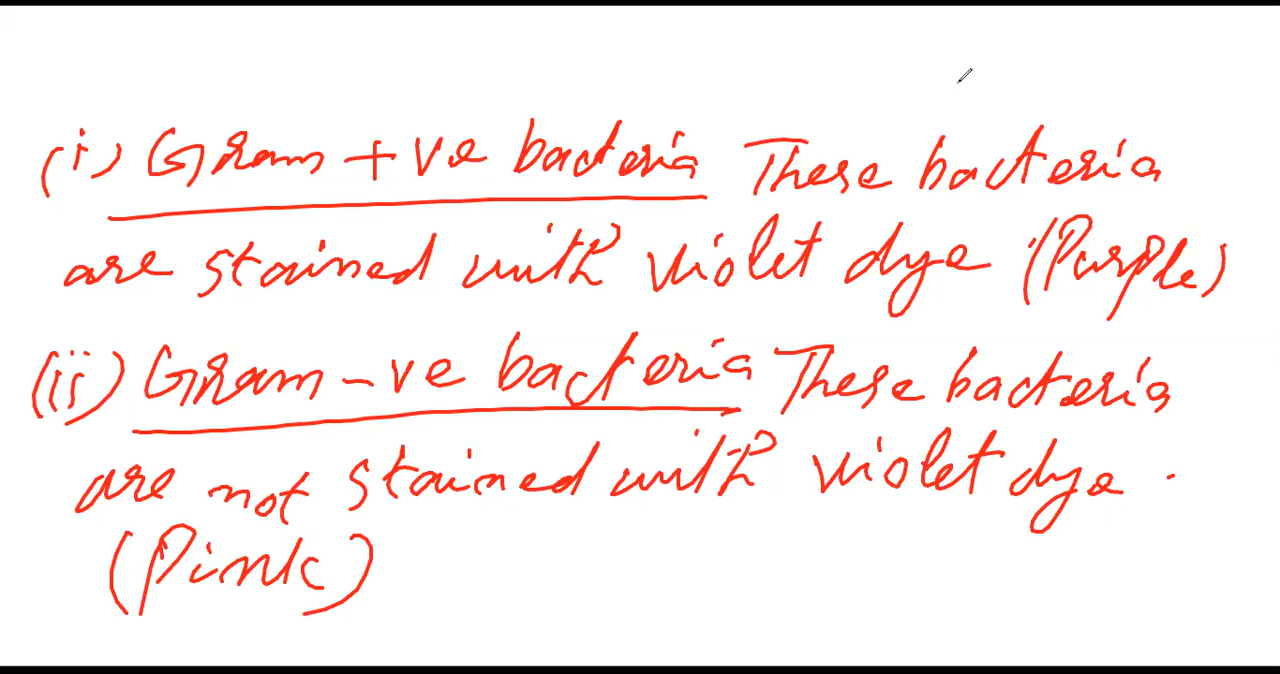 (i) Gram +ve bacteria These bacteria
are stained with violet dye (Purple)
(ii) Gram -ve bacteria These bacteria
are not stained with violet dye.
(Pink)